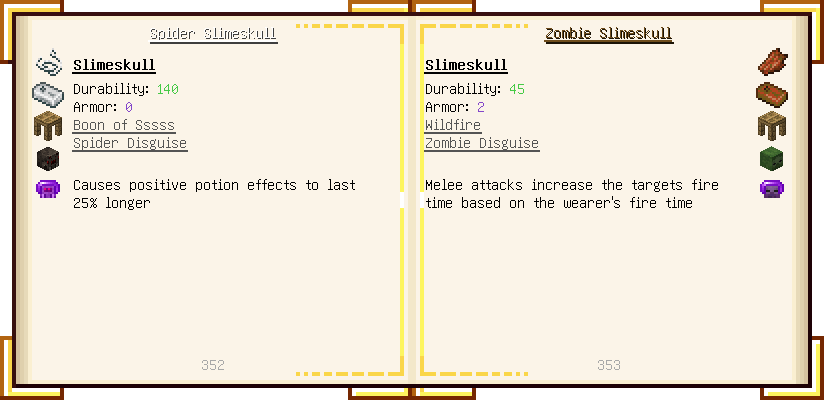 Spider Slimeskull
Slimeskull
Durability: 140
Armor: 0
Boon of Sssss
Spider Disguise
Causes positive potion effects to last
25% longer
352
Zombie Slimeskull
Slimeskull
Durability: 45
Armor: 2
Wildfire
Zombie Disguise
Melee attacks increase the targets fire
time based on the wearer's fire time
353